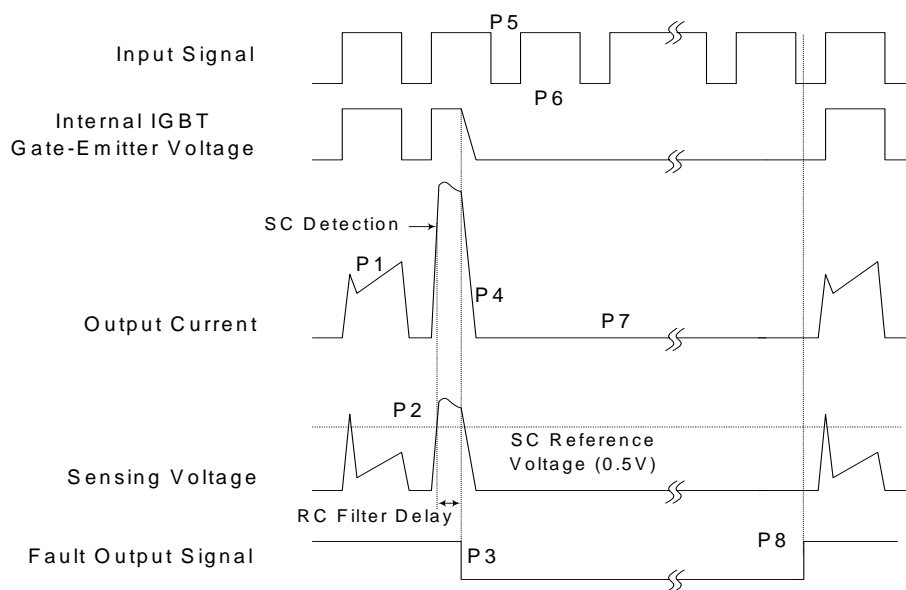 P5
Input Signal
P6
Internal IGBT
Gate-Emitter Voltage
SC Detection
P1
P4
Output Current
P7
P2
SC Reference
Voltage (0.5V)
Sensing Voltage
RC Filter Delay
Fault Output Signal
P3
P8